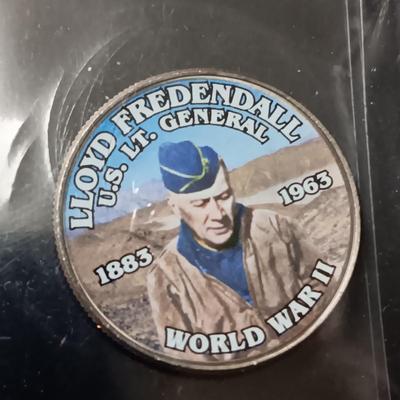 LLOYD FREDENDALL
U.S. LT. GENERAL
1883
1963
WORLD WAR II